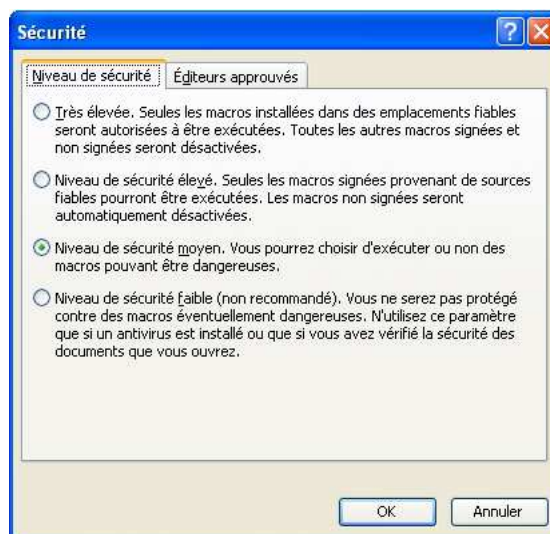 Sécurité
Niveau de sécurité Éditeurs approuvés
Très élevée. Seules les macros installées dans des emplacements fiables
seront autorisées à être exécutées. Toutes les autres macros signées et
non signées seront désactivées.
Niveau de sécurité élevé. Seules les macros signées provenant de sources
fiables pourront être exécutées. Les macros non signées seront
automatiquement désactivées.
Niveau de sécurité moyen. Vous pourrez choisir d'exécuter ou non des
macros pouvant être dangereuses.
Niveau de sécurité faible (non recommandé). Vous ne serez pas protégé
contre des macros éventuellement dangereuses. N'utilisez ce paramètre
que si un antivirus est installé ou que si vous avez vérifié la sécurité des
documents que vous ouvrez.
OK Annuler